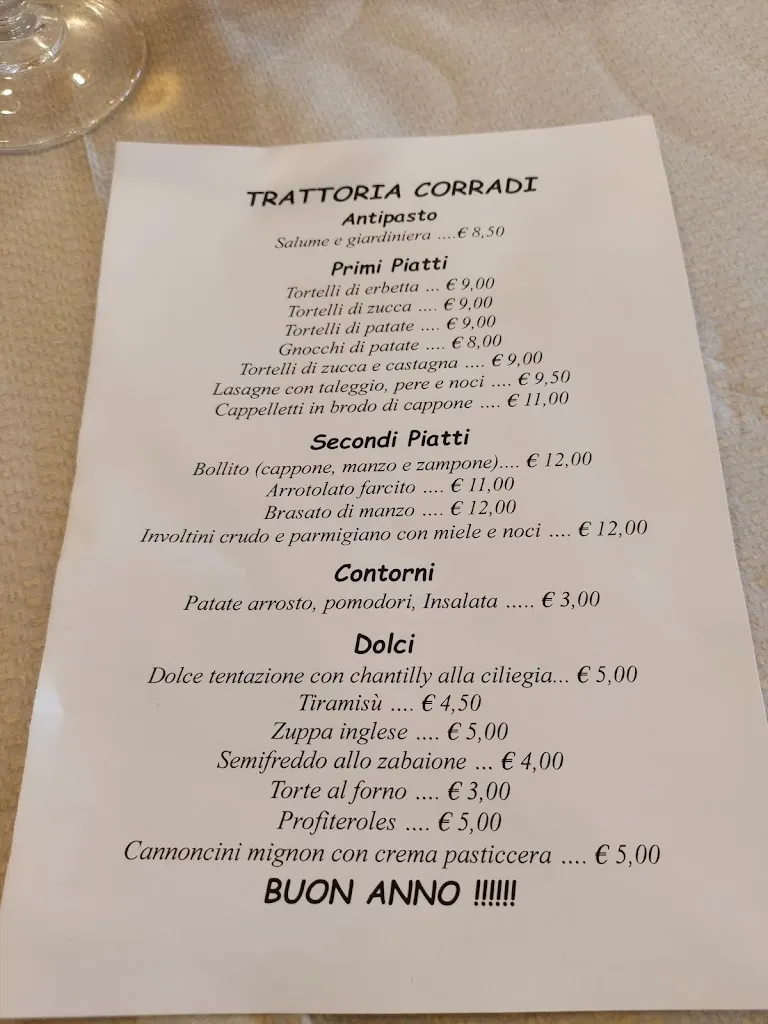 TRATTORIA CORRADI
Antipasto
Salume e giardiniera ....€ 8,50
Primi Piatti
Tortelli di erbetta ... € 9,00
Tortelli di zucca .... € 9,00
Tortelli di patate .... € 9,00
Gnocchi di patate .... € 8,00
Tortelli di zucca e castagna .... € 9,00
Lasagne con taleggio, pere e noci .... € 9,50
Cappelletti in brodo di cappone .... € 11,00
Secondi Piatti
Bollito (cappone, manzo e zampone).... € 12,00
Arrotolato farcito .... € 11,00
Brasato di manzo .... € 12,00
Involtini crudo e parmigiano con miele e noci .... € 12,00
Contorni
Patate arrosto, pomodori, Insalata ..... € 3,00
Dolci
Dolce tentazione con chantilly alla ciliegia... € 5,00
Tiramisù .... € 4,50
Zuppa inglese .... € 5,00
Semifreddo allo zabaione ... € 4,00
Torte al forno .... € 3,00
Profiteroles .... € 5,00
Cannoncini mignon con crema pasticcera .... € 5,00
BUON ANNO !!!!!!